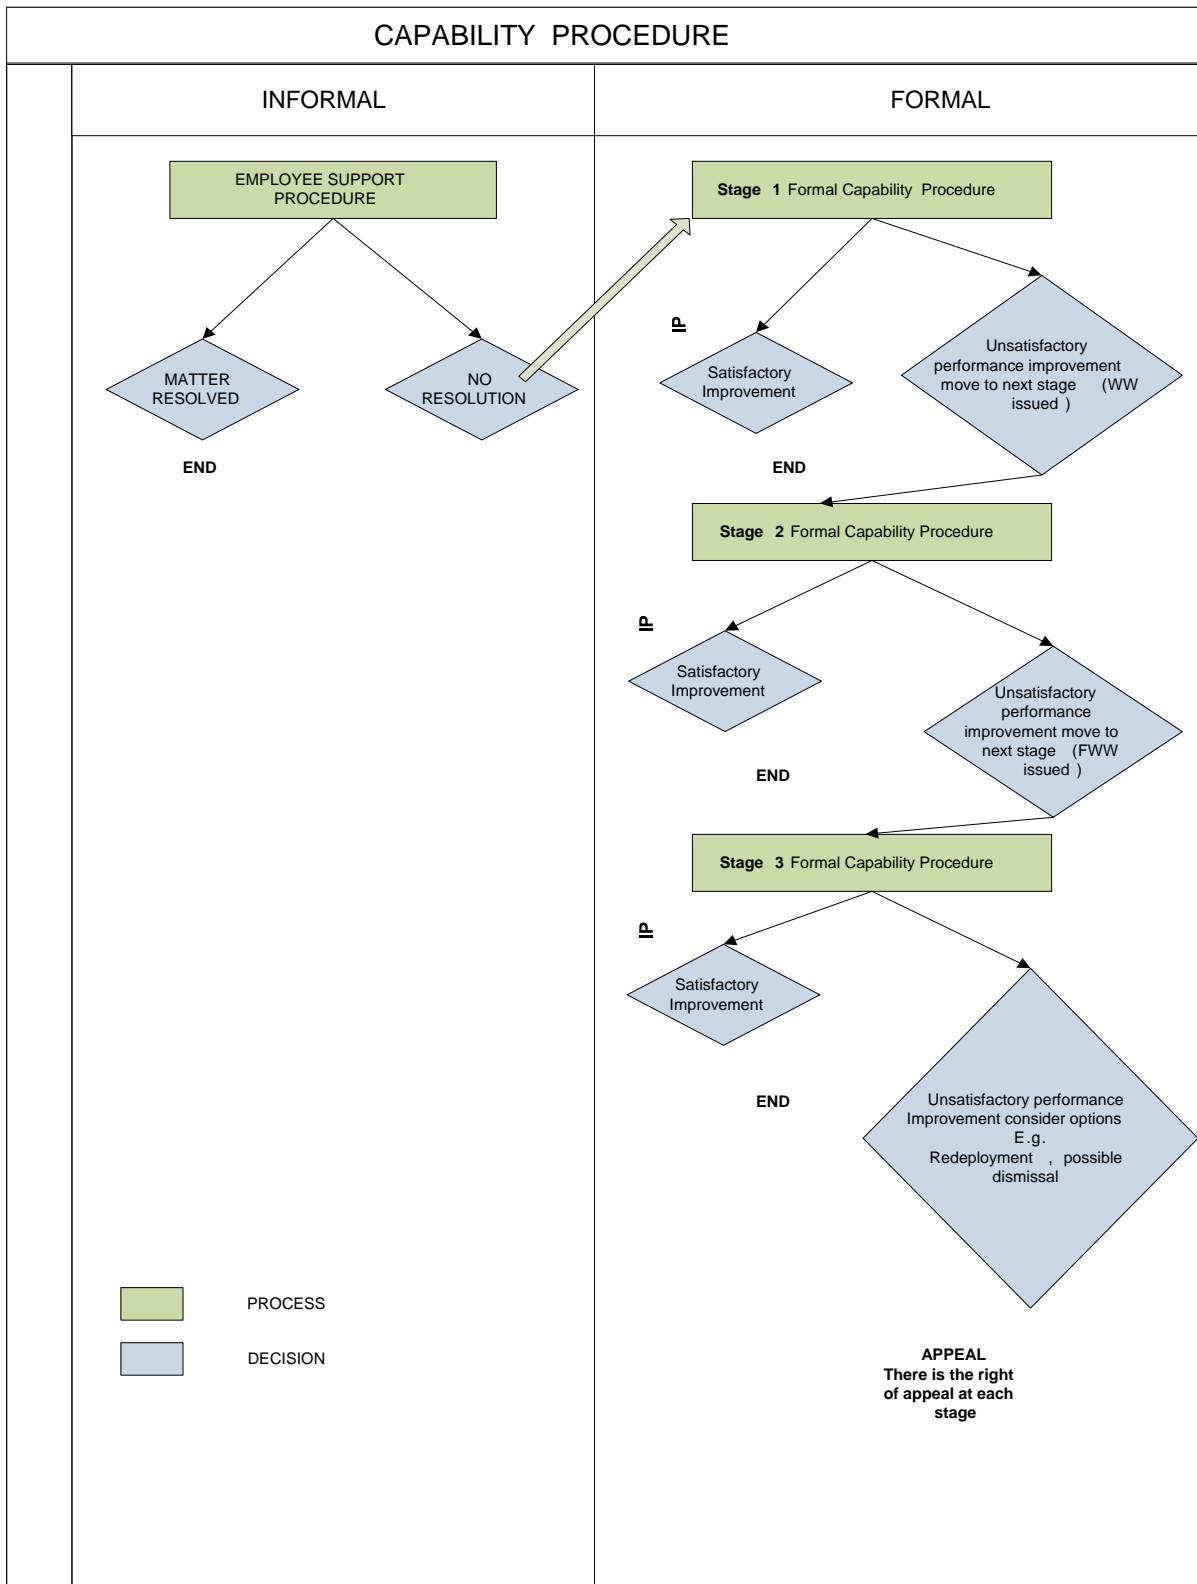 CAPABILITY PROCEDURE
INFORMAL
FORMAL
EMPLOYEE SUPPORT
PROCEDURE
MATTER
RESOLVED
NO
RESOLUTION
END
Stage 1 Formal Capability Procedure
IP
Satisfactory
Improvement
Unsatisfactory
performance improvement
move to next stage (WW
issued )
END
Stage 2 Formal Capability Procedure
IP
Satisfactory
Improvement
Unsatisfactory
performance
improvement move to
next stage (FWW
issued )
END
Stage 3 Formal Capability Procedure
IP
Satisfactory
Improvement
END
Unsatisfactory performance
Improvement consider options
E.g.
Redeployment , possible
dismissal
PROCESS
DECISION
APPEAL
There is the right
of appeal at each
stage